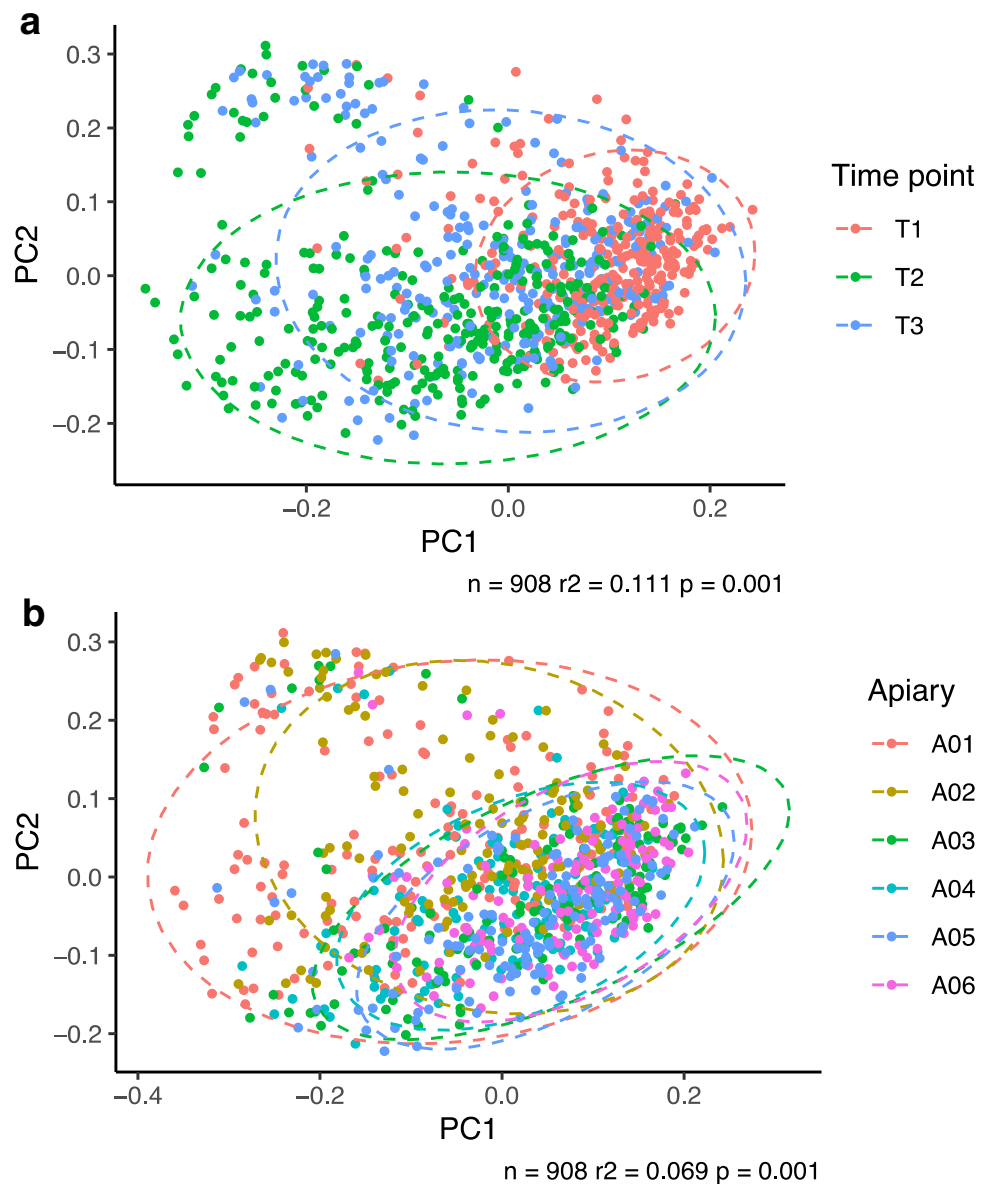 a
0.3
0.2
0.1
0.0
−0.1
−0.2
PC2
−0.2 0.0 0.2
PC1
Time point
T1
T2
T3
n = 908 r2 = 0.111 p = 0.001
b
0.3
0.2
0.1
0.0
−0.1
−0.2
PC2
−0.4 −0.2 0.0 0.2
PC1
Apiary
A01
A02
A03
A04
A05
A06
n = 908 r2 = 0.069 p = 0.001